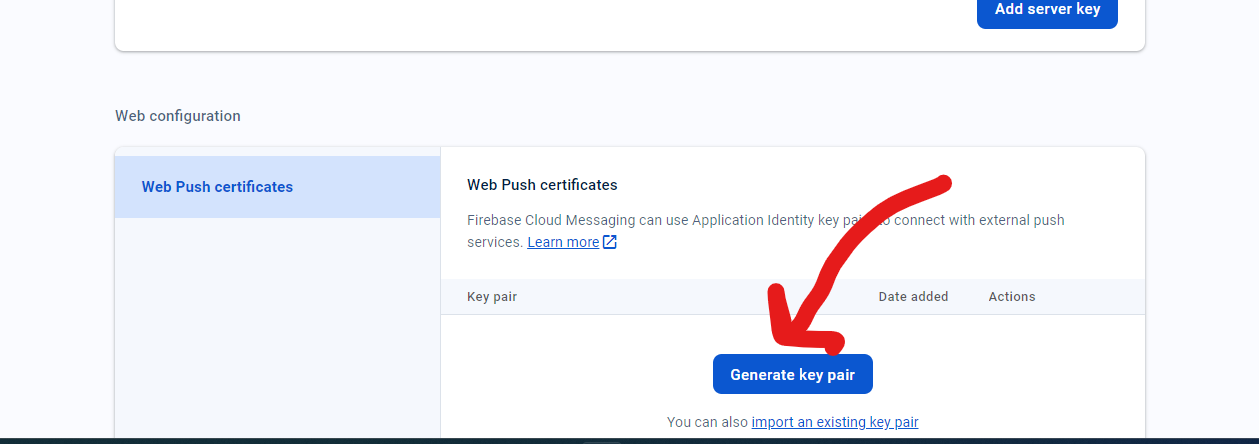 Add server key
Web configuration
Web Push certificates
Web Push certificates
Firebase Cloud Messaging can use Application Identity key pairs to connect with external push
services. Learn more
Key pair Date added Actions
Generate key pair
You can also import an existing key pair